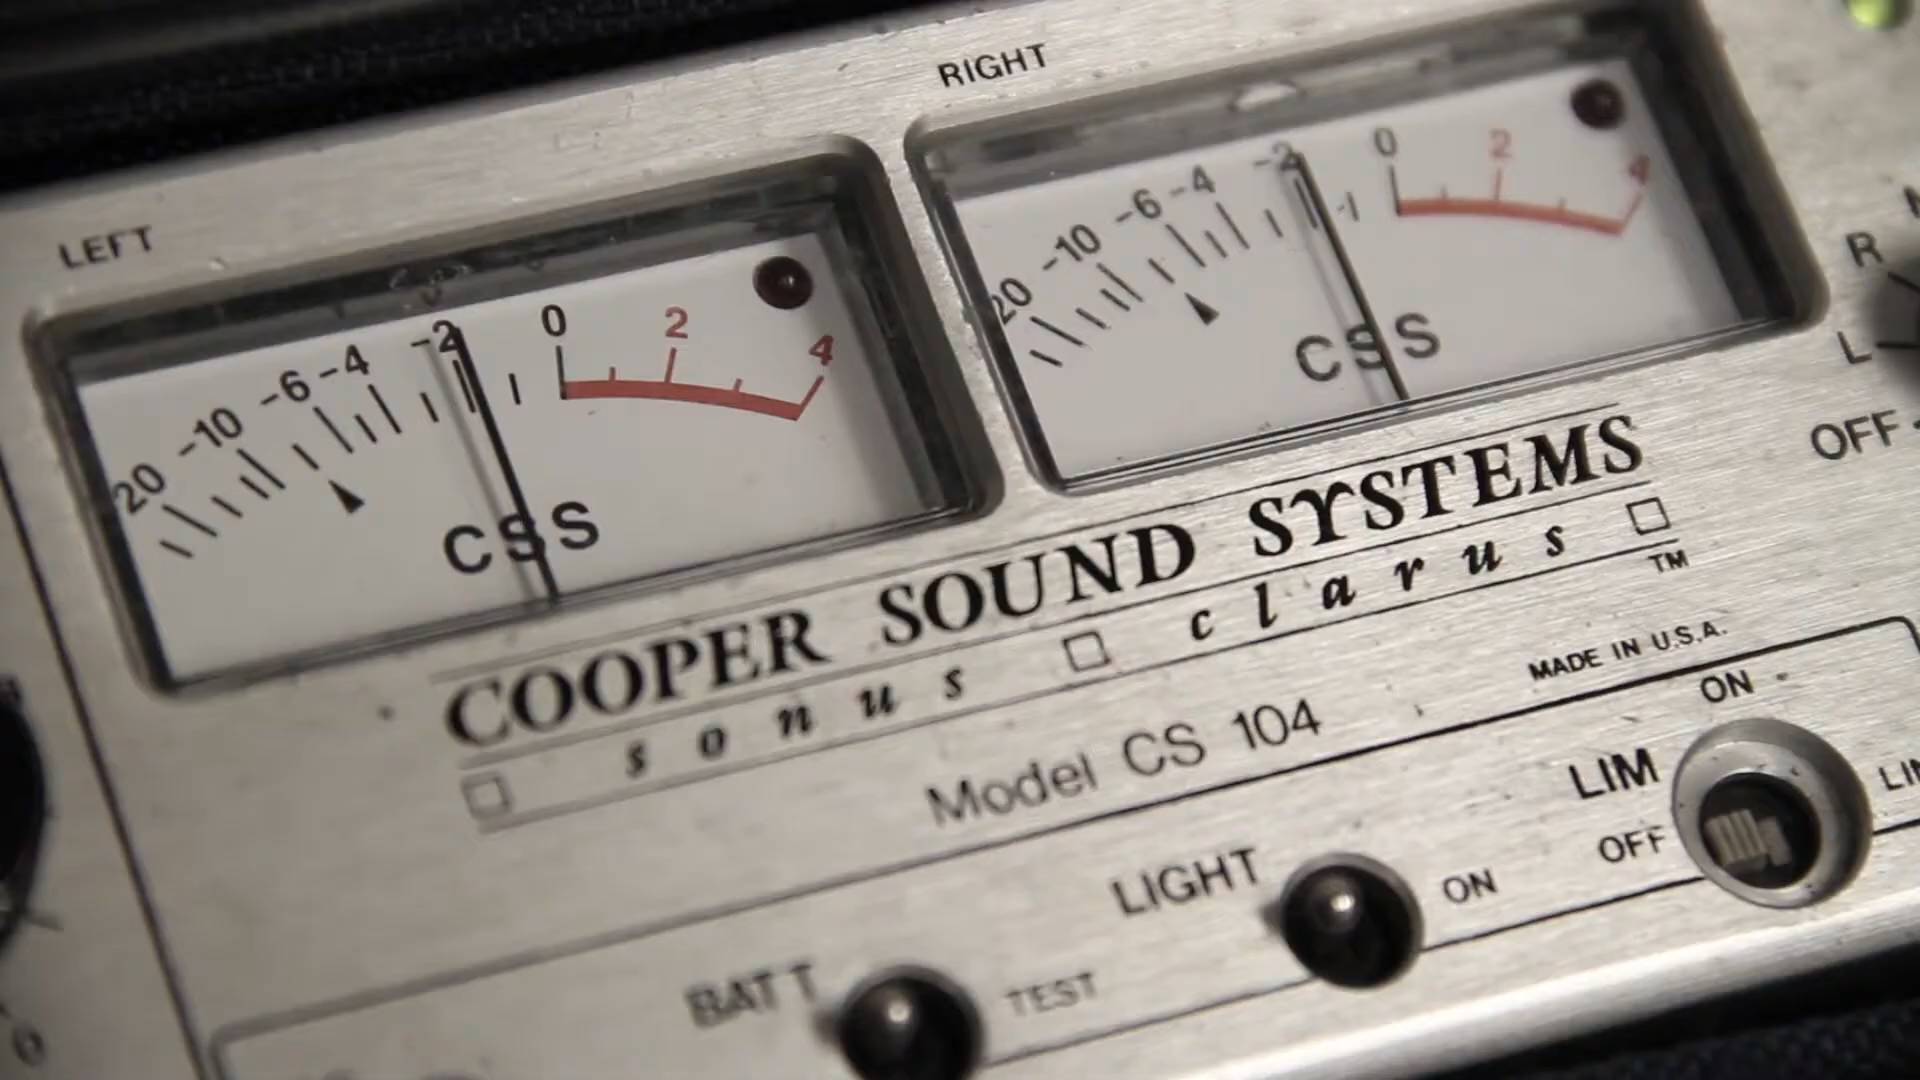 RIGHT
LEFT
20 -10 -6 -4 -2 0 2 4
CSS
20 -10 -6 -4 -2 0 2 4
-1
CSS
R
L
OFF
COOPER SOUND SYSTEMS
sonus clarus
TM
MADE IN U.S.A.
Model CS 104
ON
LIM
OFF
LIGHT
ON
BATT
TEST